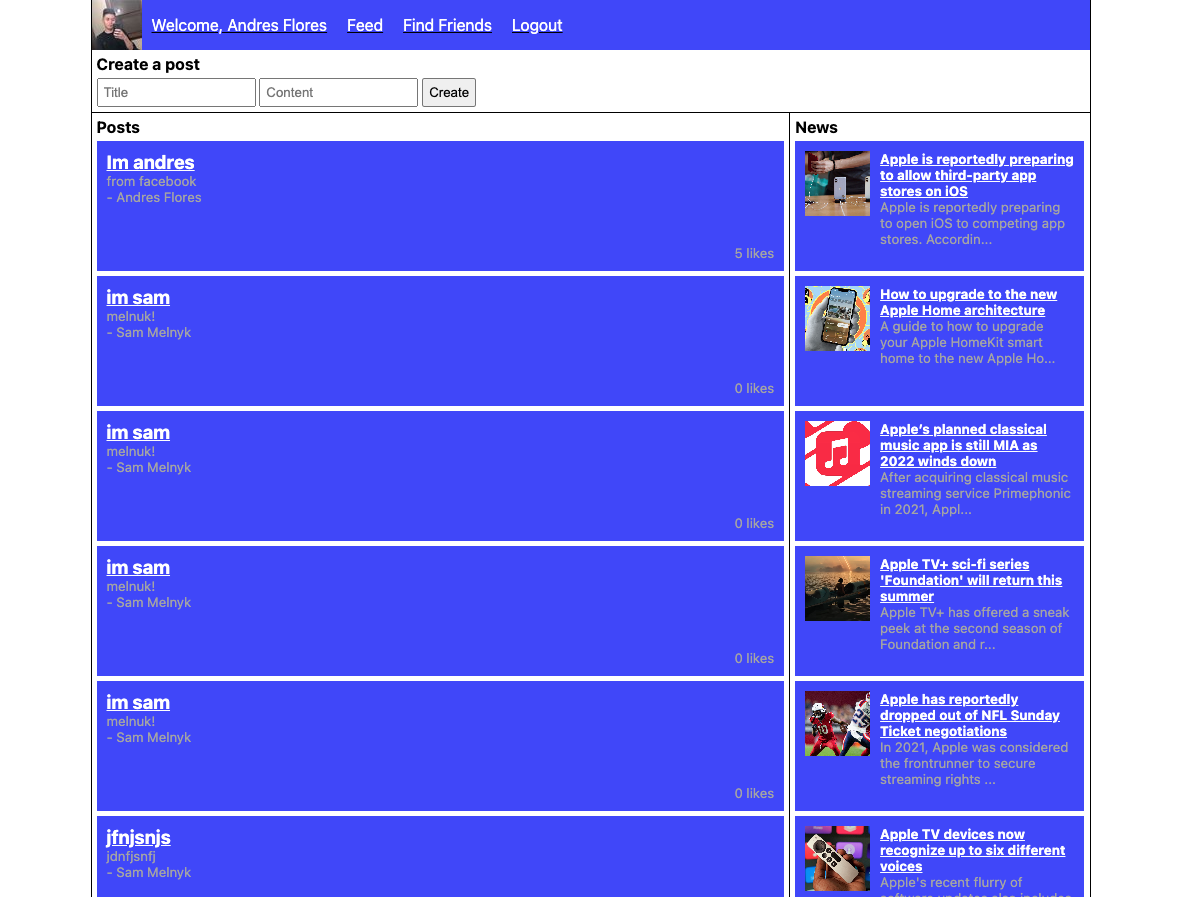 Welcome, Andres Flores Feed Find Friends Logout
Create a post
Title Content Create
Posts
Im andres
from facebook
- Andres Flores
5 likes
im sam
melnuk!
- Sam Melnyk
0 likes
im sam
melnuk!
- Sam Melnyk
0 likes
im sam
melnuk!
- Sam Melnyk
0 likes
im sam
melnuk!
- Sam Melnyk
0 likes
jfnjsnjs
jdnfjsnfj
- Sam Melnyk
News
Apple is reportedly preparing
to allow third-party app
stores on iOS
Apple is reportedly preparing
to open iOS to competing app
stores. Accordin...
How to upgrade to the new
Apple Home architecture
A guide to how to upgrade
your Apple HomeKit smart
home to the new Apple Ho...
Apple’s planned classical
music app is still MIA as
2022 winds down
After acquiring classical music
streaming service Primephonic
in 2021, Appl...
Apple TV+ sci-fi series
'Foundation' will return this
summer
Apple TV+ has offered a sneak
peek at the second season of
Foundation and r...
Apple has reportedly
dropped out of NFL Sunday
Ticket negotiations
In 2021, Apple was considered
the frontrunner to secure
streaming rights ...
Apple TV devices now
recognize up to six different
voices
Apple's recent flurry of
software updates also includes